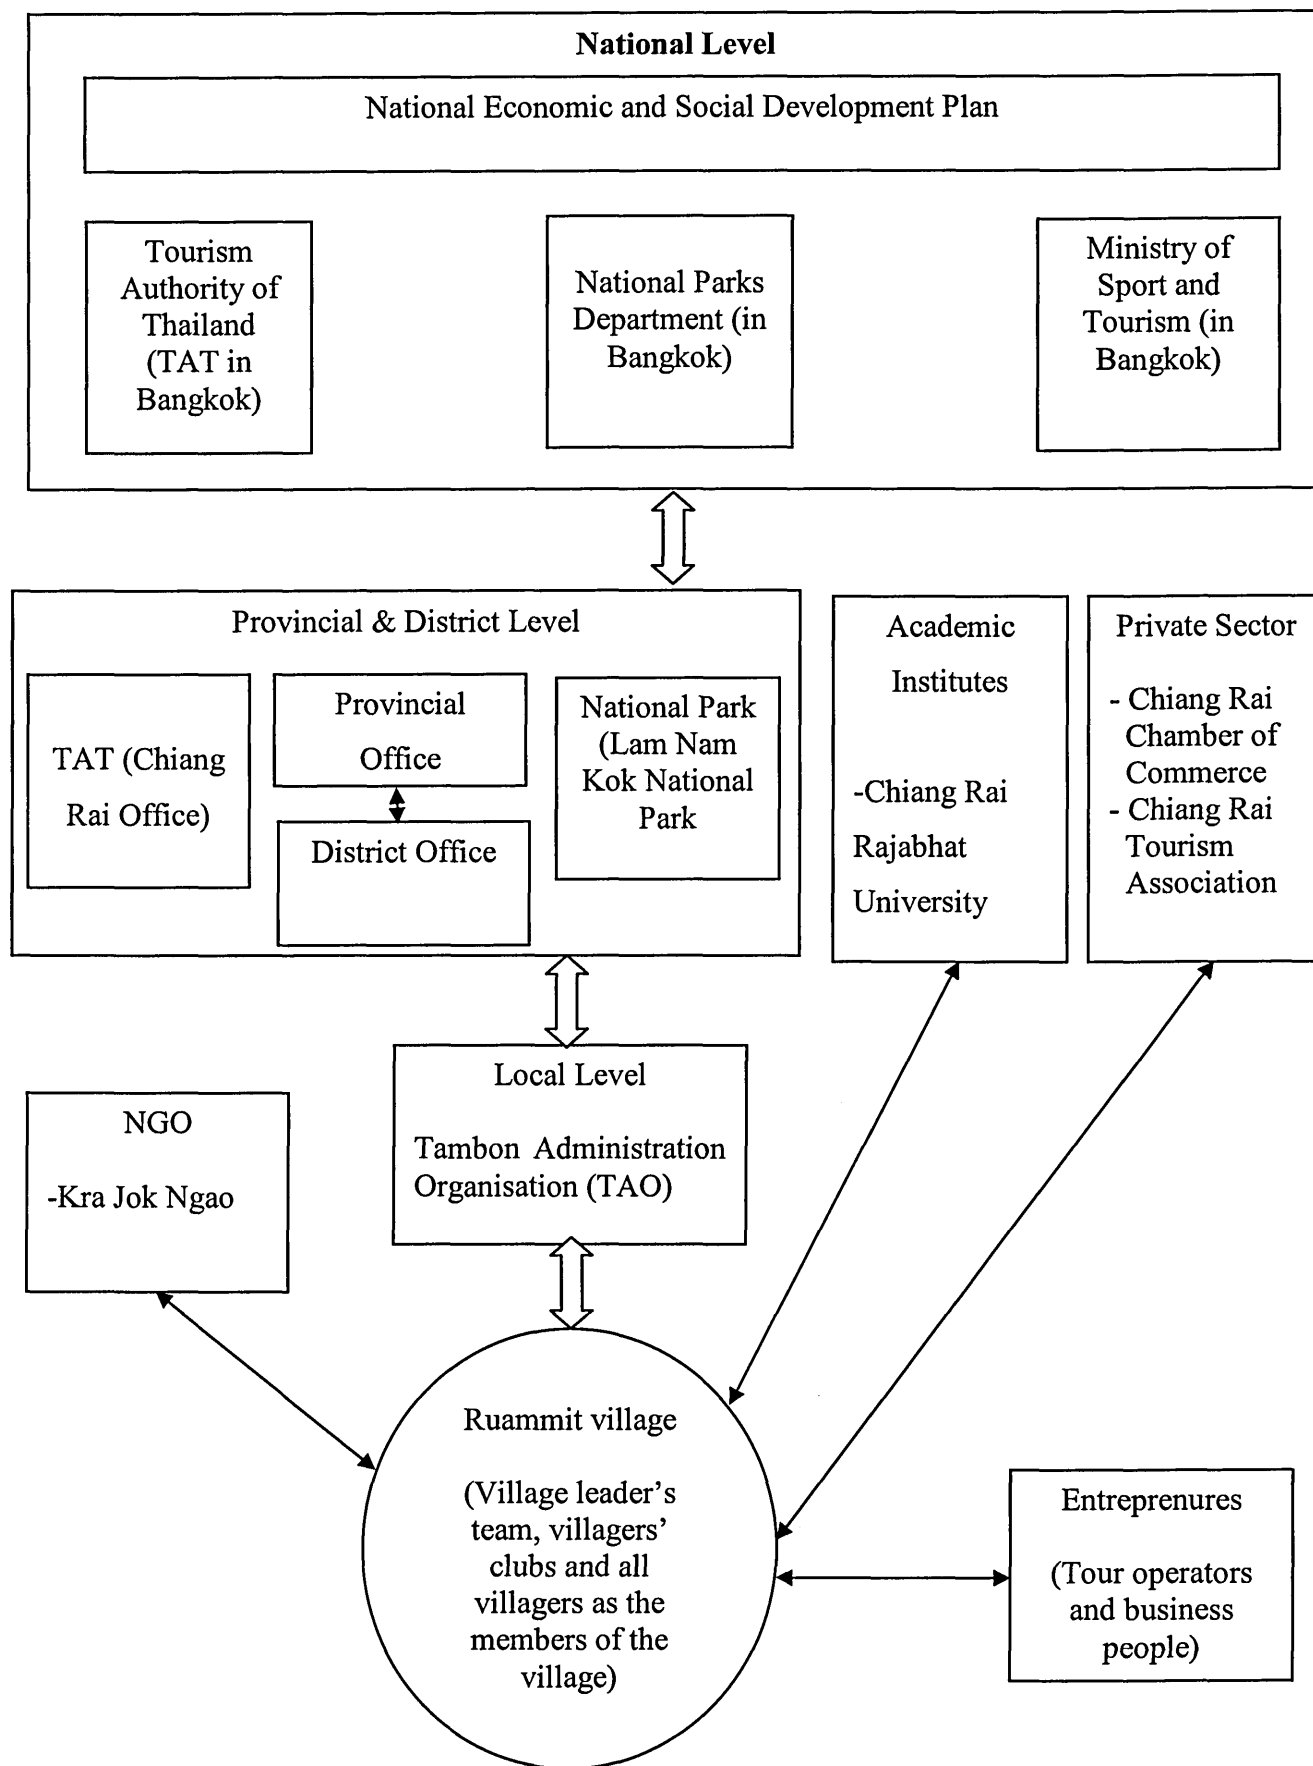 National Level
National Economic and Social Development Plan
Tourism
Authority of
Thailand
(TAT in
Bangkok)
National Parks
Department (in
Bangkok)
Ministry of
Sport and
Tourism (in
Bangkok)
Provincial & District Level
TAT (Chiang
Rai Office)
Provincial
Office
District Office
National Park
(Lam Nam
Kok National
Park
Academic
Institutes
-Chiang Rai
Rajabhat
University
Private Sector
- Chiang Rai
Chamber of
Commerce
- Chiang Rai
Tourism
Association
Local Level
Tambon Administration
Organisation (TAO)
NGO
-Kra Jok Ngao
Ruammit village
(Village leader’s
team, villagers’
clubs and all
villagers as the
members of the
village)
Entreprenures
(Tour operators
and business
people)